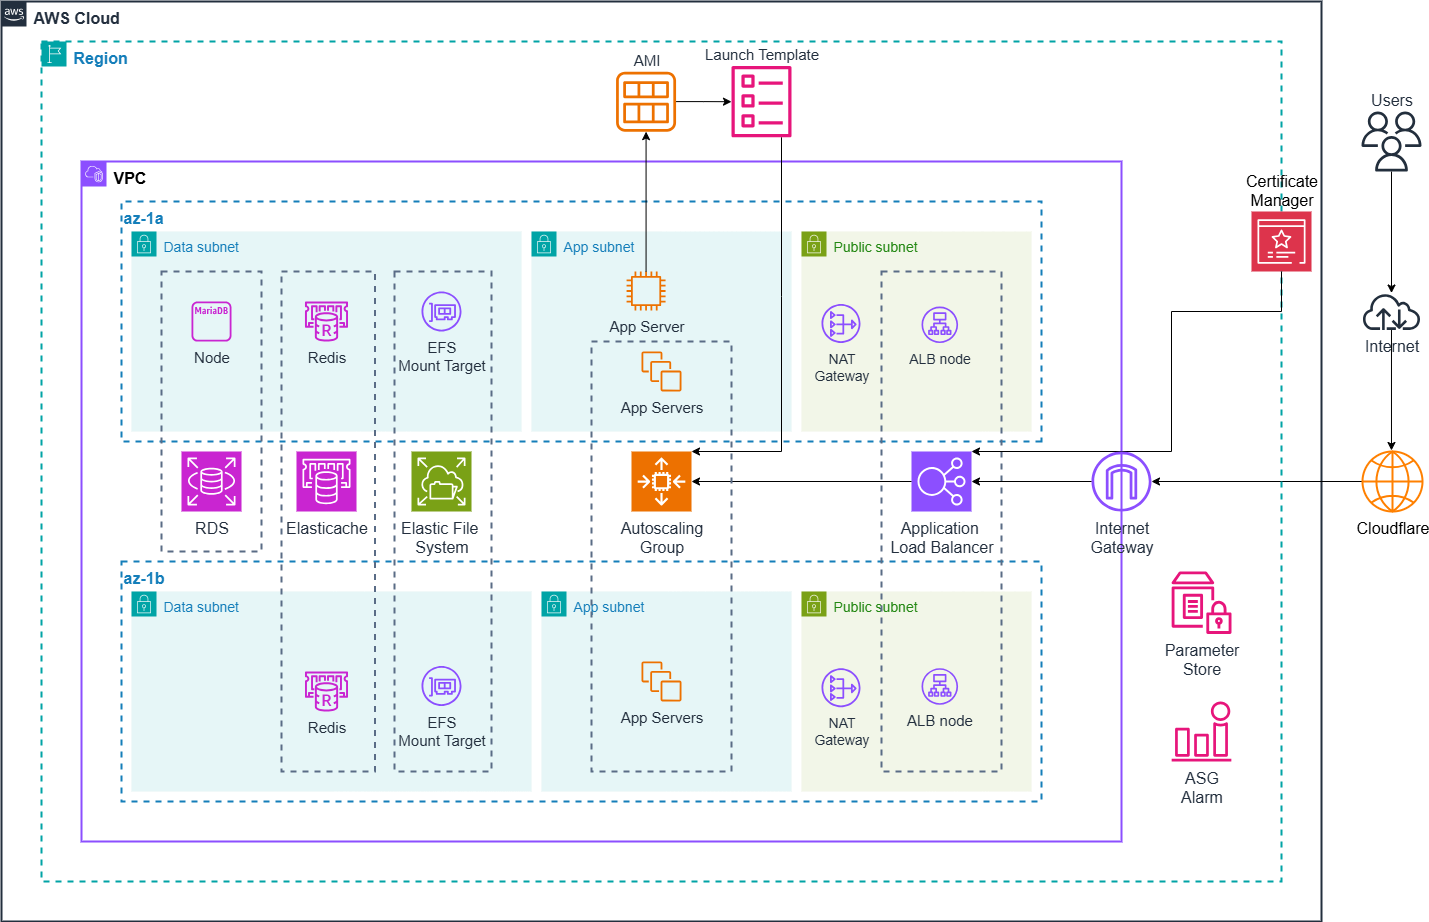 aws
AWS Cloud
Region
AMI
Launch Template
Users
VPC
Certificate
Manager
az-1a
Data subnet
App subnet
Public subnet
MariaDB
Node
R
Redis
EFS
Mount Target
App Server
App Servers
NAT
Gateway
ALB node
Internet
RDS
Elasticache
Elastic File
System
Autoscaling
Group
Application
Load Balancer
Internet
Gateway
Cloudflare
az-1b
Data subnet
App subnet
Public subnet
R
Redis
EFS
Mount Target
App Servers
NAT
Gateway
ALB node
Parameter
Store
ASG
Alarm